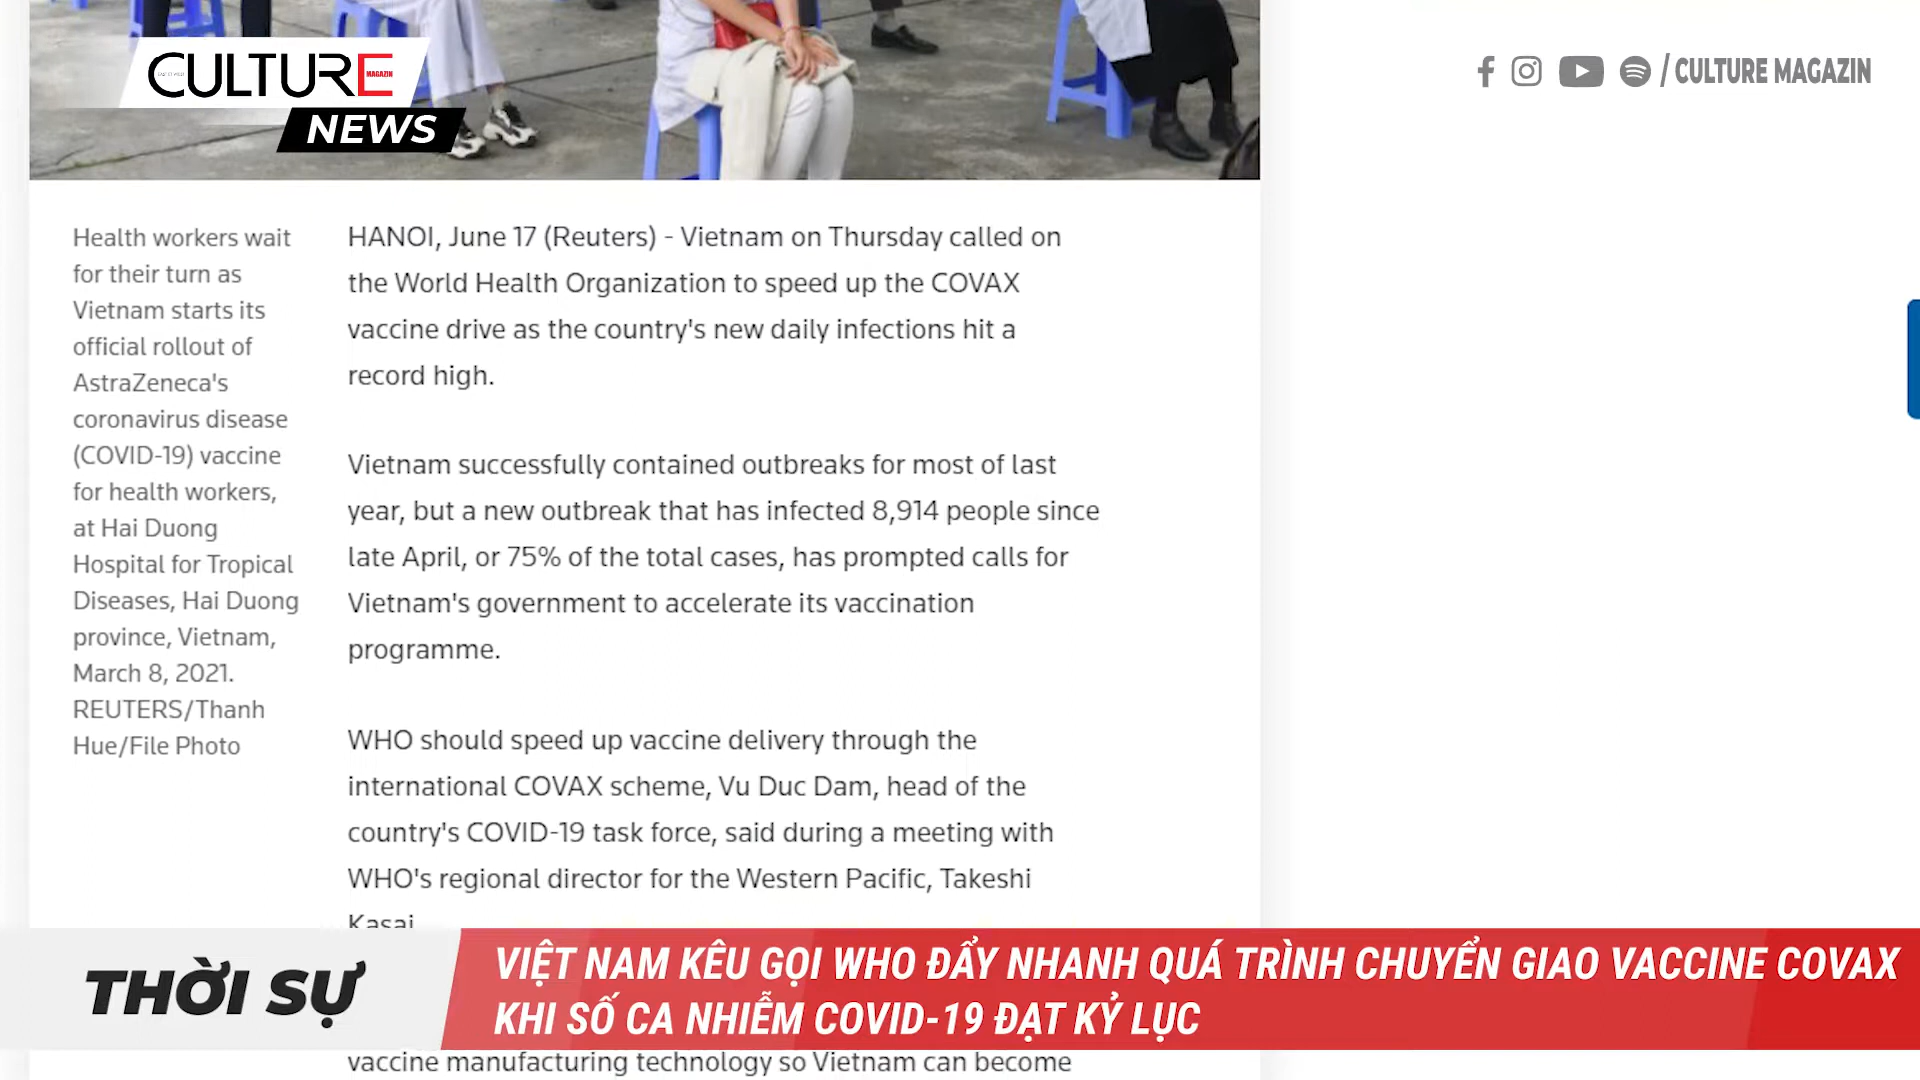 CULTURE
MAGAZIN
NEWS
/ CULTURE MAGAZIN
Health workers wait
for their turn as
Vietnam starts its
official rollout of
AstraZeneca's
coronavirus disease
(COVID-19) vaccine
for health workers,
at Hai Duong
Hospital for Tropical
Diseases, Hai Duong
province, Vietnam,
March 8, 2021.
REUTERS/Thanh
Hue/File Photo
HANOI, June 17 (Reuters) - Vietnam on Thursday called on
the World Health Organization to speed up the COVAX
vaccine drive as the country's new daily infections hit a
record high.
Vietnam successfully contained outbreaks for most of last
year, but a new outbreak that has infected 8,914 people since
late April, or 75% of the total cases, has prompted calls for
Vietnam's government to accelerate its vaccination
programme.
WHO should speed up vaccine delivery through the
international COVAX scheme, Vu Duc Dam, head of the
country's COVID-19 task force, said during a meeting with
WHO's regional director for the Western Pacific, Takeshi
Kasai
THỜI SỰ
VIỆT NAM KÊU GỌI WHO ĐẨY NHANH QUÁ TRÌNH CHUYỂN GIAO VACCINE COVAX
KHI SỐ CA NHIỄM COVID-19 ĐẠT KỶ LỤC
vaccine manufacturing technology so Vietnam can become